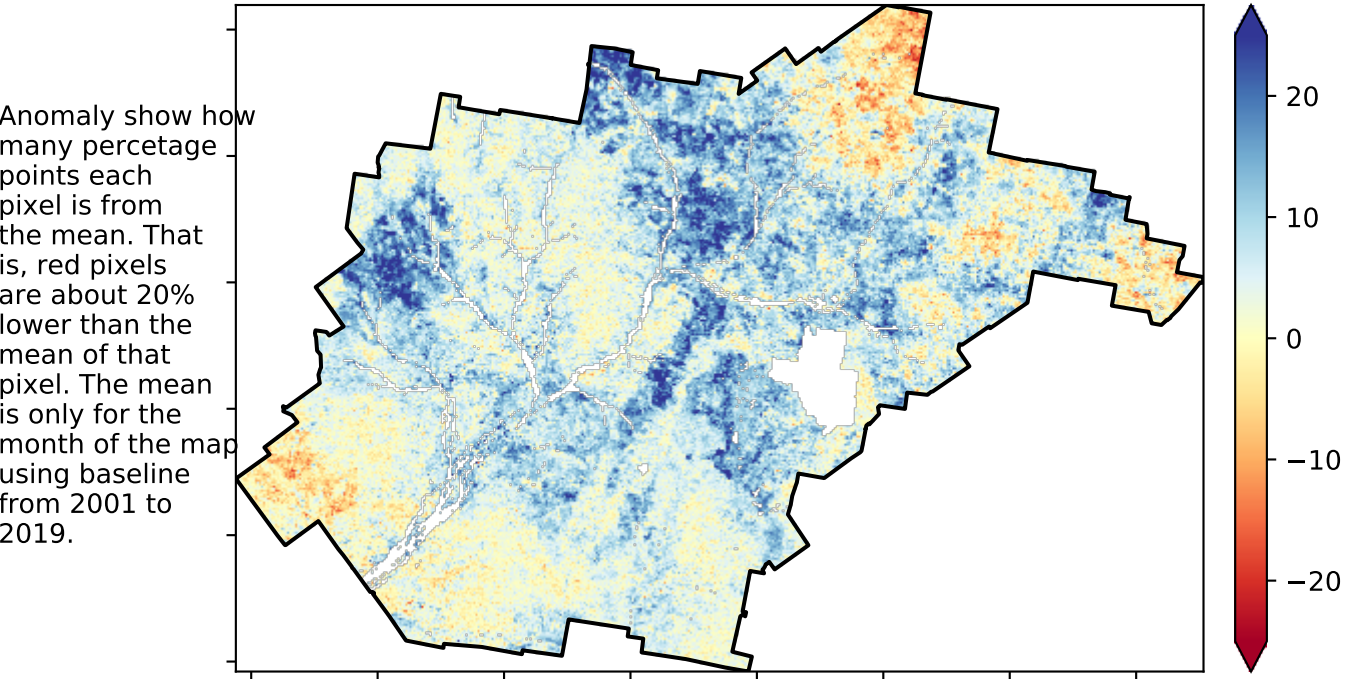 Anomaly show how
many percetage
points each
pixel is from
the mean. That
is, red pixels
are about 20%
lower than the
mean of that
pixel. The mean
is only for the
month of the map
using baseline
from 2001 to
2019.
20
10
0
−10
−20